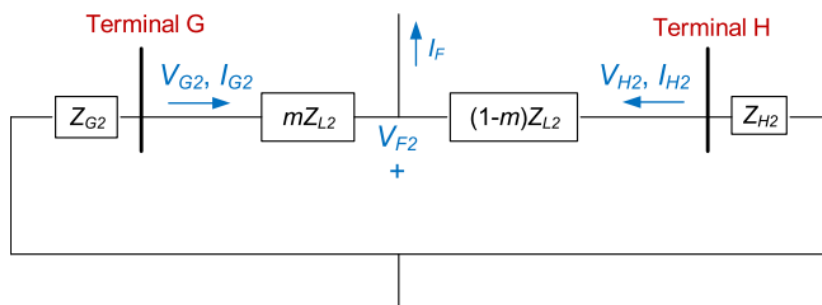 Terminal G
Terminal H
I_F
V_G2, I_G2
V_H2, I_H2
Z_G2
mZ_L2
(1-m)Z_L2
Z_H2
V_F2
+